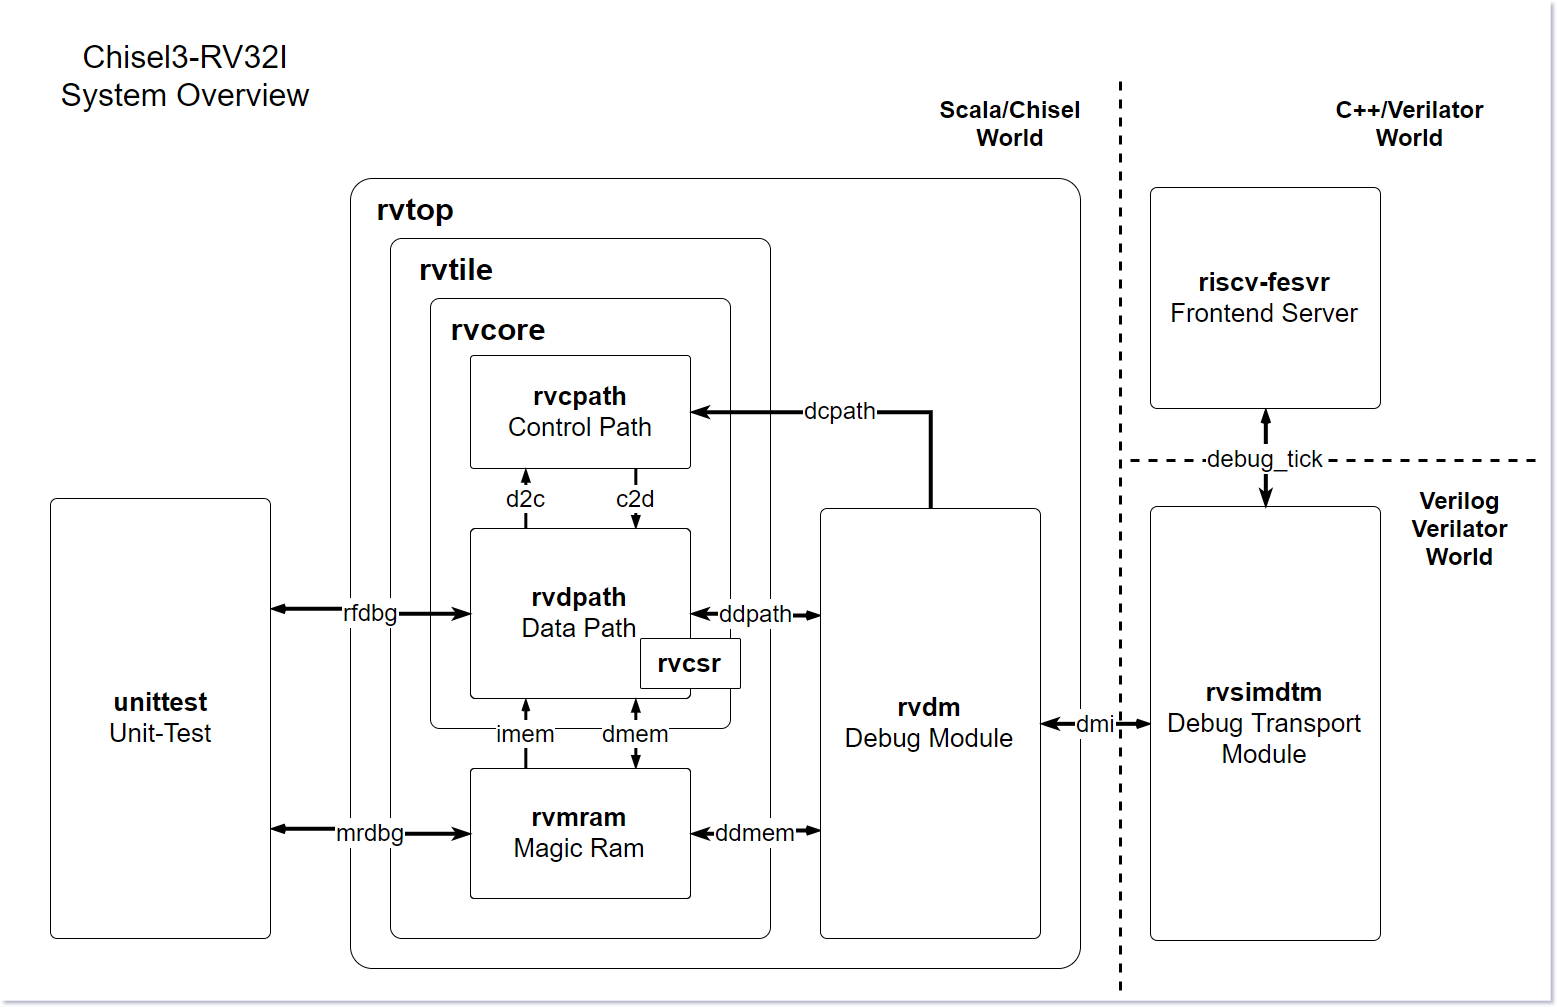 Chisel3-RV32I
System Overview
Scala/Chisel
World
C++/Verilator
World
rvtop
rvtile
rvcore
rvcpath
Control Path
dcpath
d2c
c2d
riscv-fesvr
Frontend Server
debug_tick
Verilog
Verilator
World
unittest
Unit-Test
rfdbg
rvdpath
Data Path
ddpath
rvcsr
imem
dmem
mrdbg
rvmram
Magic Ram
ddmem
rvdm
Debug Module
dmi
rvsimdtm
Debug Transport
Module